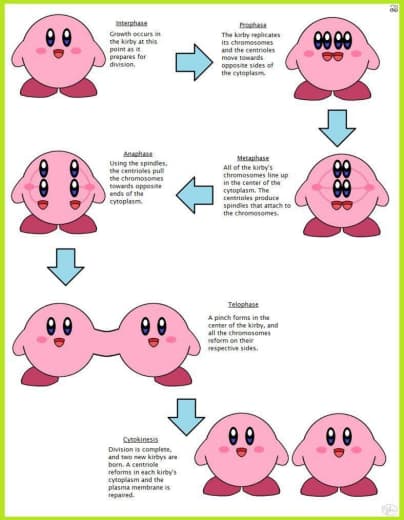 Interphase
Growth occurs in
the kirby at this
point as it
prepares for
division.
Prophase
The kirby replicates
its chromosomes
and the centrioles
move towards
opposite sides of
the cytoplasm.
Anaphase
Using the spindles,
the centrioles pull
the chromosomes
towards opposite
ends of the
cytoplasm.
Metaphase
All of the kirby's
chromosomes line up
in the center of the
cytoplasm. The
centrioles produce
spindles that attach to
the chromosomes.
Telophase
A pinch forms in the
center of the kirby, and
all the chromosomes
reform on their
respective sides.
Cytokinesis
Division is complete,
and two new kirbys are
born. A centriole
reforms in each kirby's
cytoplasm and the
plasma membrane is
repaired.